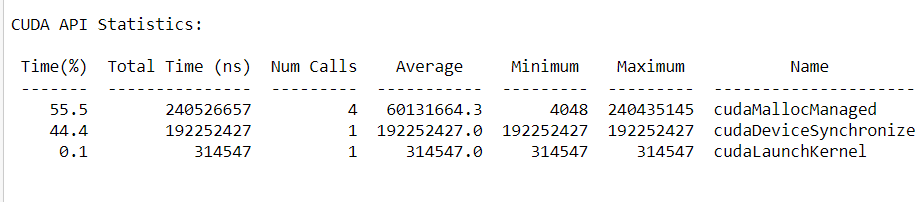 CUDA API Statistics:
Time(%)  Total Time (ns)  Num Calls    Average     Minimum    Maximum           Name
-------  ---------------  ---------  -----------  ---------  ---------  ---------------------
   55.5        240526657          4   60131664.3       4048  240435145  cudaMallocManaged
   44.4        192252427          1  192252427.0  192252427  192252427  cudaDeviceSynchronize
    0.1           314547          1     314547.0     314547     314547  cudaLaunchKernel